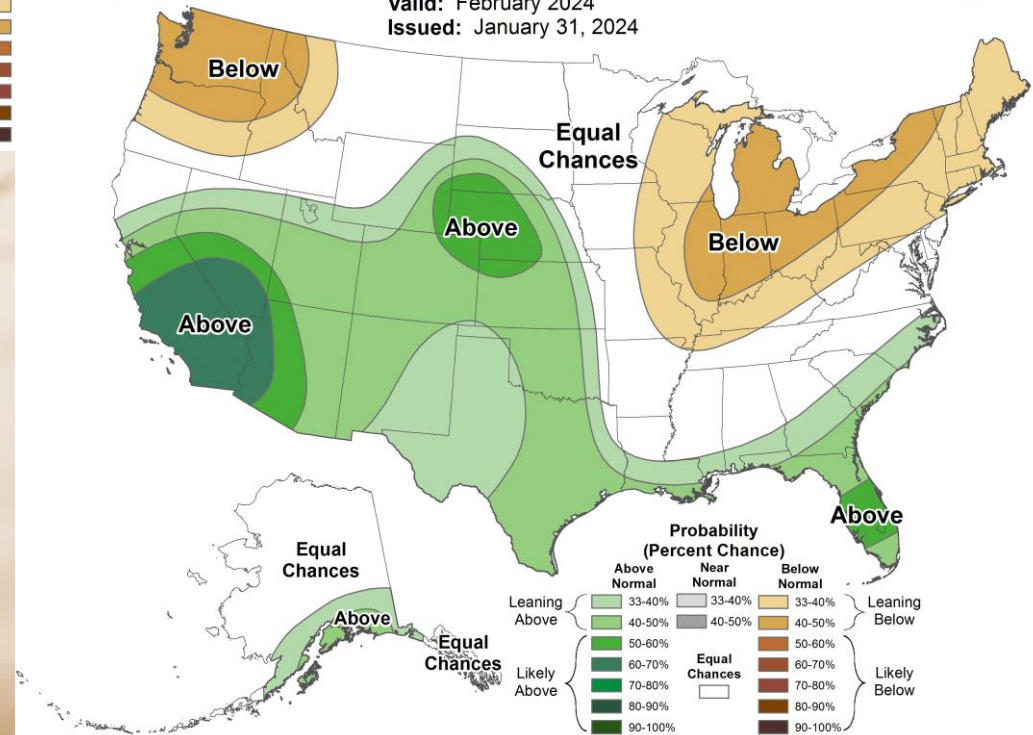 Valid: February 2024
Issued: January 31, 2024
Below
Equal
Chances
Above
Below
Above
Above
Equal
Chances
Above
Equal
Chances
Probability
(Percent Chance)
Above
Normal
Near
Normal
Below
Normal
Leaning
Above
33-40%
33-40%
33-40%
Leaning
Below
40-50%
40-50%
40-50%
Likely
Above
50-60%
Equal
Chances
50-60%
Likely
Below
60-70%
60-70%
70-80%
70-80%
80-90%
80-90%
90-100%
90-100%